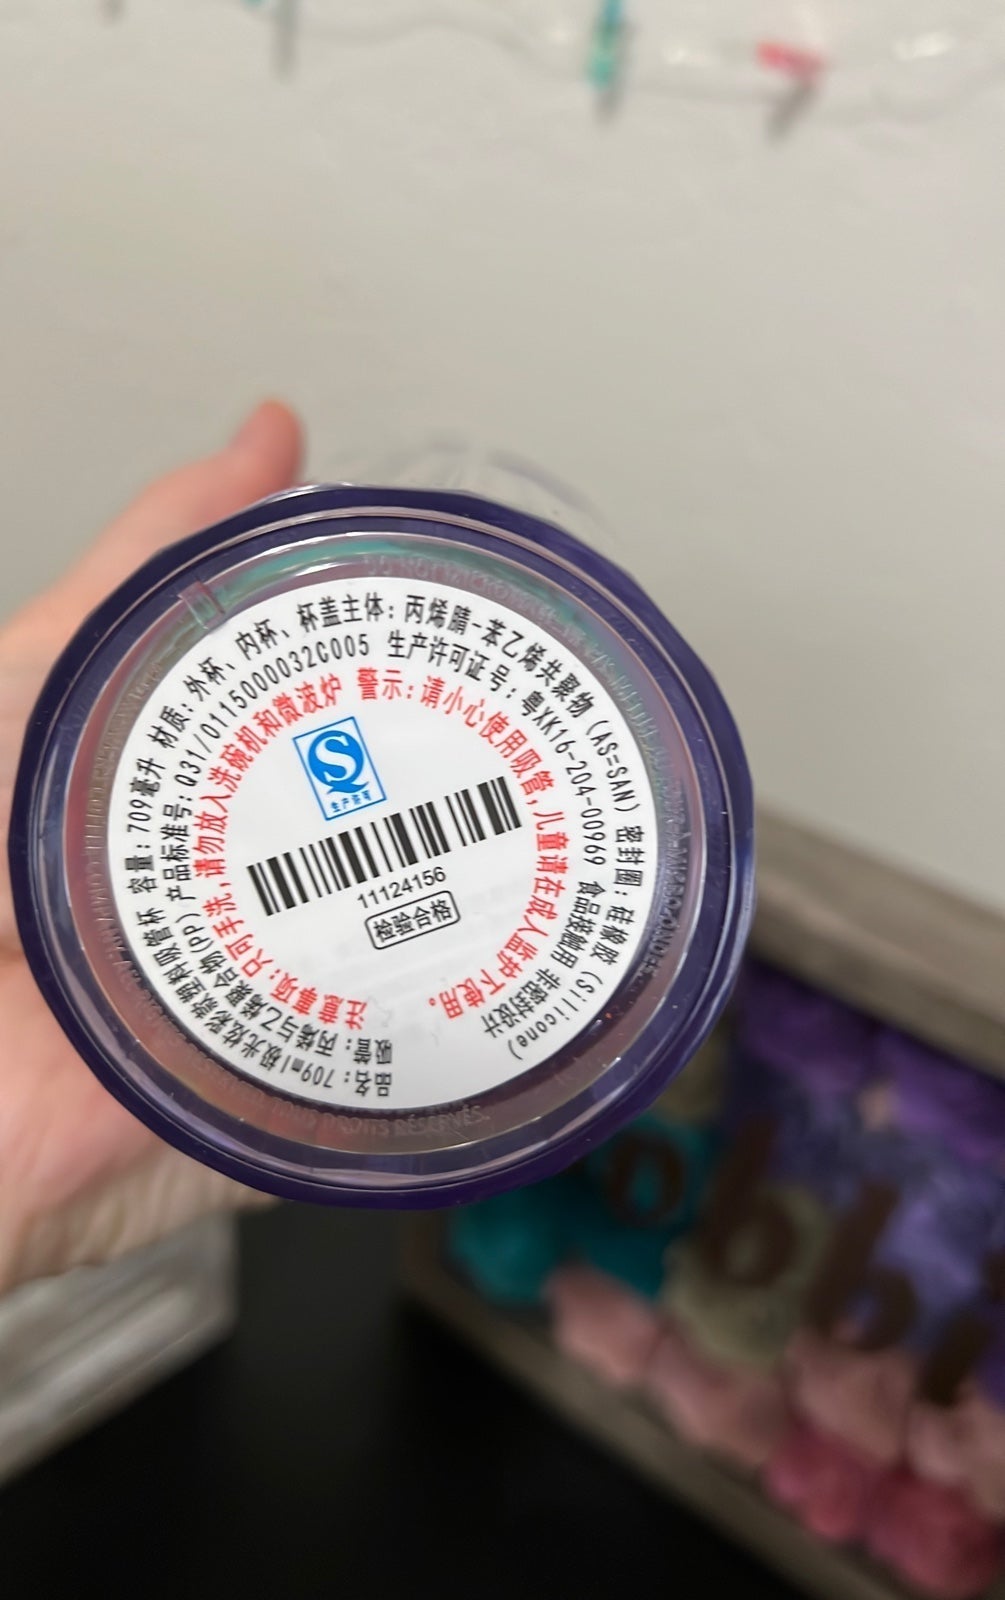 品名: 709ml极光炫彩款塑料吸管杯 容量: 709毫升 材质: 外杯、内杯、杯盖主体: 丙烯腈-苯乙烯共聚物 (AS=SAN) 密封圈: 硅橡胶 (Silicone)
吸管: 丙烯与乙烯聚合物(PP) 产品标准号: Q31/0115000032C005 生产许可证号: 粤XK16-204-00969 食品接触用 非密封设计
注意事项: 只可手洗, 请勿放入洗碗机和微波炉 警示: 请小心使用吸管, 儿童请在成人监护下使用。
生产许可
11124156
检验合格
DROITS RÉSERVÉS.